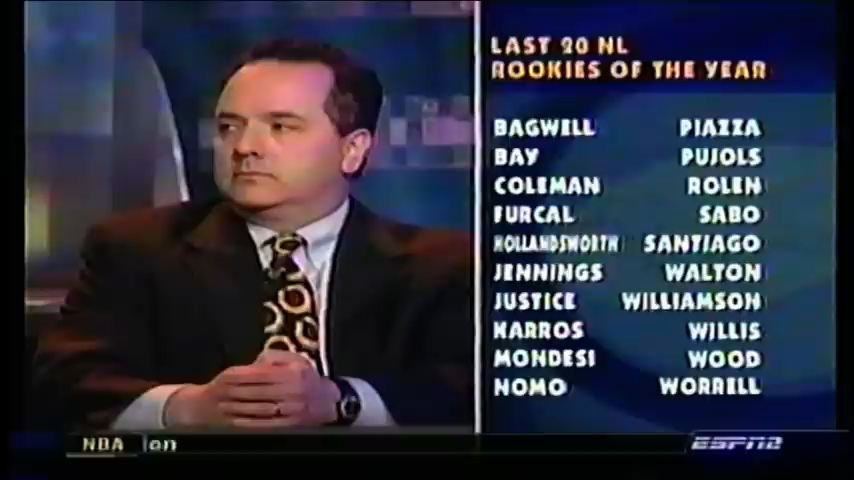 LAST 20 NL
ROOKIES OF THE YEAR
BAGWELL PIAZZA
BAY PUJOLS
COLEMAN ROLEN
FURCAL SABO
HOLLANDSWORTH SANTIAGO
JENNINGS WALTON
JUSTICE WILLIAMSON
KARROS WILLIS
MONDESI WOOD
NOMO WORRELL
NBA ion ESPN2